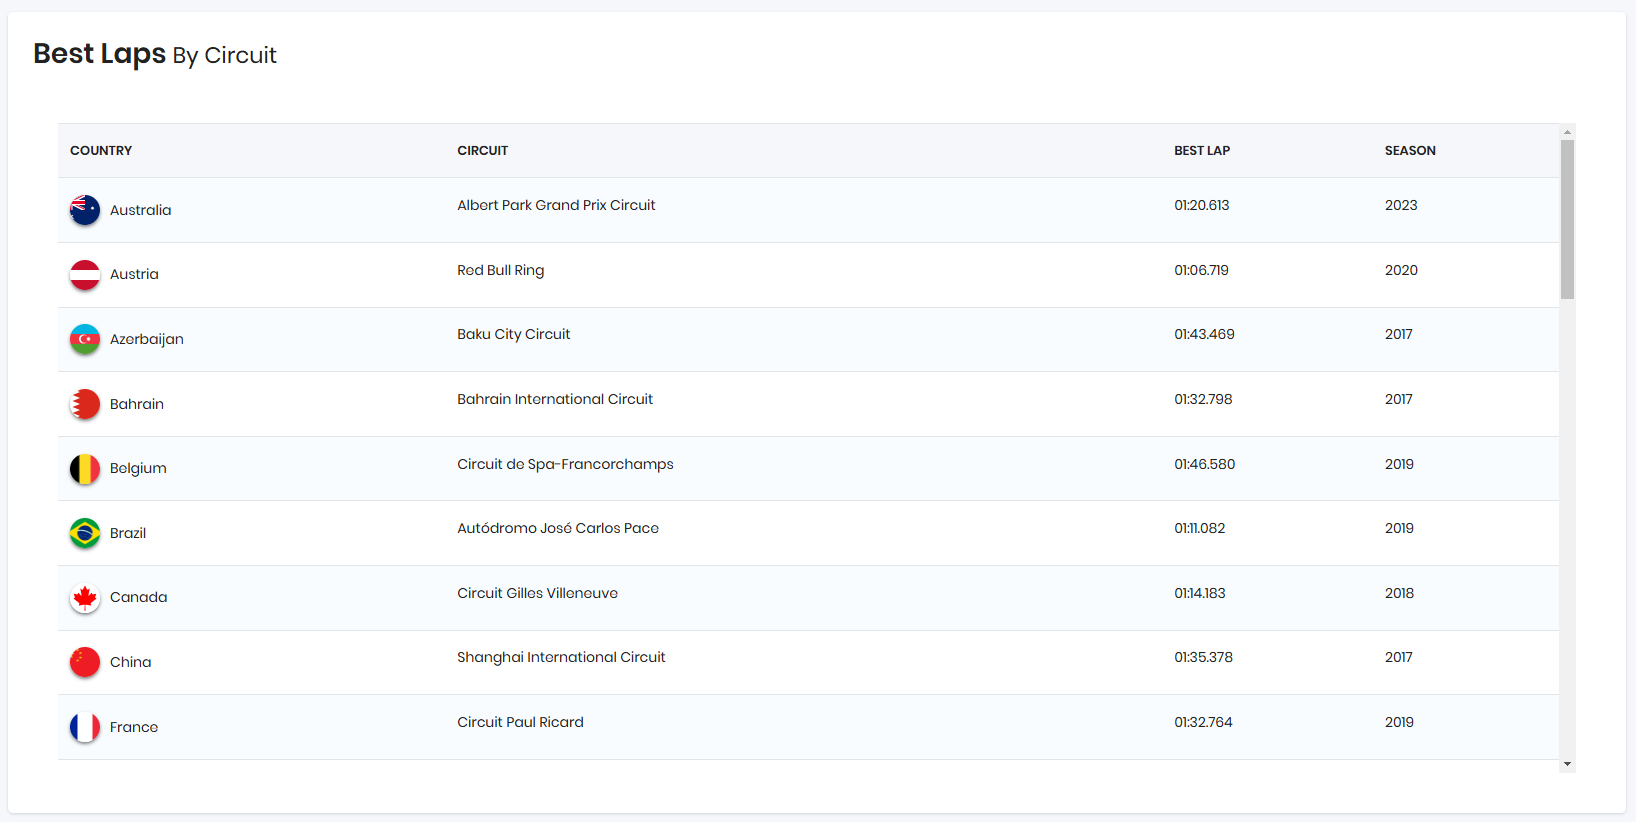 Best Laps By Circuit
COUNTRY CIRCUIT BEST LAP SEASON
Australia Albert Park Grand Prix Circuit 01:20.613 2023
Austria Red Bull Ring 01:06.719 2020
Azerbaijan Baku City Circuit 01:43.469 2017
Bahrain Bahrain International Circuit 01:32.798 2017
Belgium Circuit de Spa-Francorchamps 01:46.580 2019
Brazil Autódromo José Carlos Pace 01:11.082 2019
Canada Circuit Gilles Villeneuve 01:14.183 2018
China Shanghai International Circuit 01:35.378 2017
France Circuit Paul Ricard 01:32.764 2019